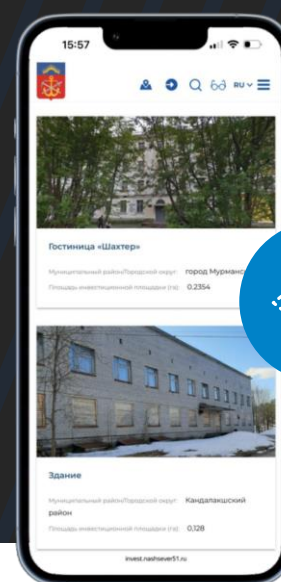 15:57
RU
Гостиница «Шахтер»
Муниципальный район/Городской округ город Мурманск
Площадь инвестиционной площадки (га) 0.2354
Здание
Муниципальный район/Городской округ Кандалакшский
район
Площадь инвестиционной площадки (га) 0,128
invest.nashsever51.ru